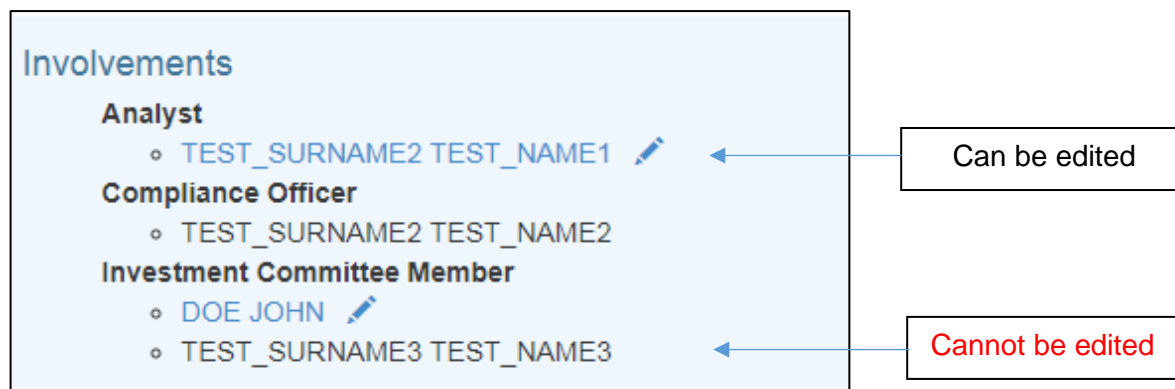 Involvements
Analyst
TEST_SURNAME2 TEST_NAME1
Can be edited
Compliance Officer
TEST_SURNAME2 TEST_NAME2
Investment Committee Member
DOE JOHN
TEST_SURNAME3 TEST_NAME3
Cannot be edited